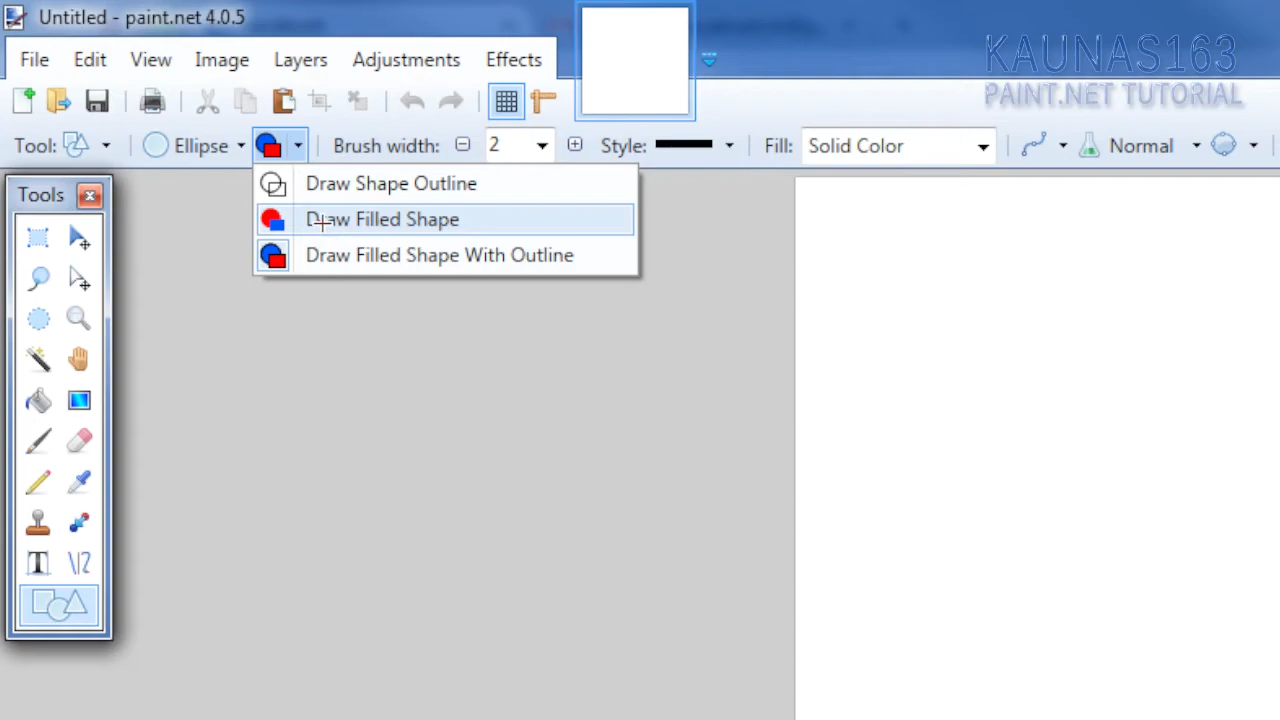 Untitled - paint.net 4.0.5
KAUNAS163
PAINT.NET TUTORIAL
File Edit View Image Layers Adjustments Effects
Tool: Ellipse Brush width: 2 Style: Fill: Solid Color Normal
Tools
Draw Shape Outline
Draw Filled Shape
Draw Filled Shape With Outline